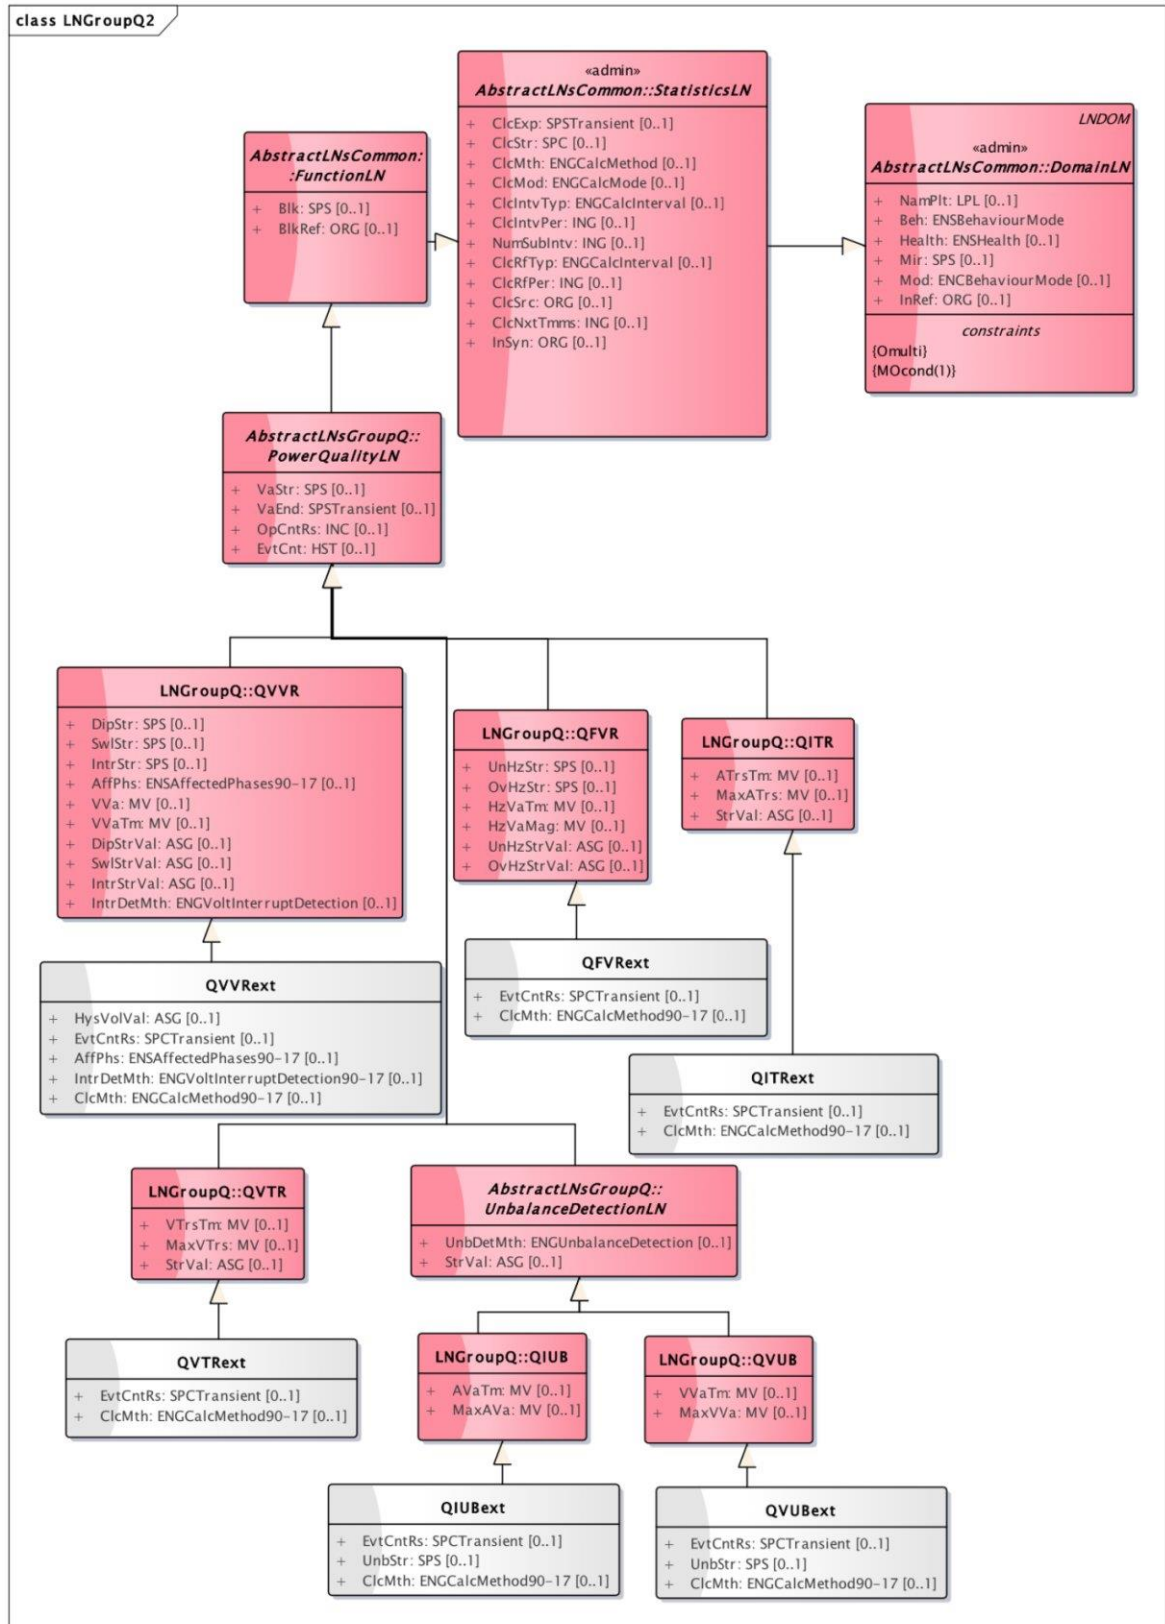 class LNGroupQ2
«admin»
AbstractLNsCommon::StatisticsLN
+ ClcExp: SPSTransient [0..1]
+ ClcStr: SPC [0..1]
+ ClcMth: ENGCalcMethod [0..1]
+ ClcMod: ENGCalcMode [0..1]
+ ClcIntvTyp: ENGCalcInterval [0..1]
+ ClcIntvPer: ING [0..1]
+ NumSubIntv: ING [0..1]
+ ClcRfTyp: ENGCalcInterval [0..1]
+ ClcRfPer: ING [0..1]
+ ClcSrc: ORG [0..1]
+ ClcNxtTmms: ING [0..1]
+ InSyn: ORG [0..1]
LNDOM
«admin»
AbstractLNsCommon::DomainLN
+ NamPlt: LPL [0..1]
+ Beh: ENSBehaviourMode
+ Health: ENSHealth [0..1]
+ Mir: SPS [0..1]
+ Mod: ENCBehaviourMode [0..1]
+ InRef: ORG [0..1]
constraints
{Omulti}
{MOcond(1)}
AbstractLNsCommon:
:FunctionLN
+ Blk: SPS [0..1]
+ BlkRef: ORG [0..1]
AbstractLNsGroupQ::
PowerQualityLN
+ VaStr: SPS [0..1]
+ VaEnd: SPSTransient [0..1]
+ OpCntRs: INC [0..1]
+ EvtCnt: HST [0..1]
LNGroupQ::QVVR
+ DipStr: SPS [0..1]
+ SwlStr: SPS [0..1]
+ IntrStr: SPS [0..1]
+ AffPhs: ENSAffectedPhases90-17 [0..1]
+ VVa: MV [0..1]
+ VVaTm: MV [0..1]
+ DipStrVal: ASG [0..1]
+ SwlStrVal: ASG [0..1]
+ IntrStrVal: ASG [0..1]
+ IntrDetMth: ENGVoltInterruptDetection [0..1]
LNGroupQ::QFVR
+ UnHzStr: SPS [0..1]
+ OvHzStr: SPS [0..1]
+ HzVaTm: MV [0..1]
+ HzVaMag: MV [0..1]
+ UnHzStrVal: ASG [0..1]
+ OvHzStrVal: ASG [0..1]
LNGroupQ::QITR
+ ATrsTm: MV [0..1]
+ MaxATrs: MV [0..1]
+ StrVal: ASG [0..1]
QVVRext
+ HysVolVal: ASG [0..1]
+ EvtCntRs: SPCTransient [0..1]
+ AffPhs: ENSAffectedPhases90-17 [0..1]
+ IntrDetMth: ENGVoltInterruptDetection90-17 [0..1]
+ ClcMth: ENGCalcMethod90-17 [0..1]
QFVRext
+ EvtCntRs: SPCTransient [0..1]
+ ClcMth: ENGCalcMethod90-17 [0..1]
QITRext
+ EvtCntRs: SPCTransient [0..1]
+ ClcMth: ENGCalcMethod90-17 [0..1]
LNGroupQ::QVTR
+ VTrsTm: MV [0..1]
+ MaxVTrs: MV [0..1]
+ StrVal: ASG [0..1]
AbstractLNsGroupQ::
UnbalanceDetectionLN
+ UnbDetMth: ENGUnbalanceDetection [0..1]
+ StrVal: ASG [0..1]
QVTRext
+ EvtCntRs: SPCTransient [0..1]
+ ClcMth: ENGCalcMethod90-17 [0..1]
LNGroupQ::QIUB
+ AVaTm: MV [0..1]
+ MaxAVa: MV [0..1]
LNGroupQ::QVUB
+ VVaTm: MV [0..1]
+ MaxVVa: MV [0..1]
QIUBext
+ EvtCntRs: SPCTransient [0..1]
+ UnbStr: SPS [0..1]
+ ClcMth: ENGCalcMethod90-17 [0..1]
QVUBext
+ EvtCntRs: SPCTransient [0..1]
+ UnbStr: SPS [0..1]
+ ClcMth: ENGCalcMethod90-17 [0..1]